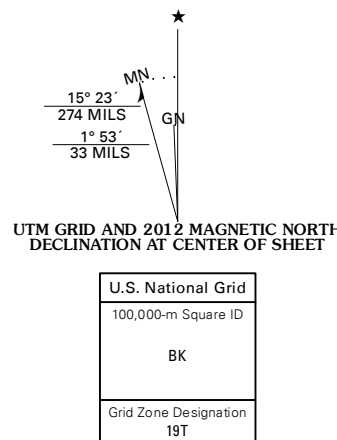 ★
MN
GN
15° 23´
274 MILS
1° 53´
33 MILS
UTM GRID AND 2012 MAGNETIC NORTH
DECLINATION AT CENTER OF SHEET
U.S. National Grid
100,000-m Square ID
BK
Grid Zone Designation
19T